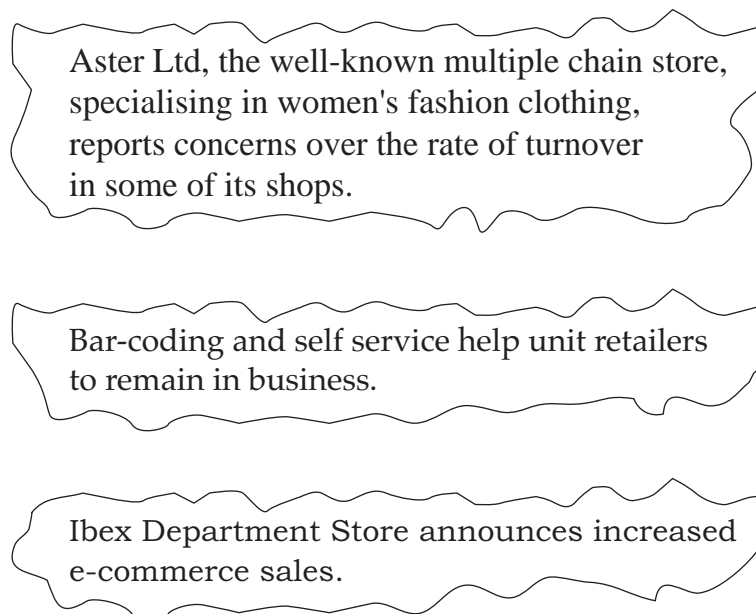 Aster Ltd, the well-known multiple chain store,
specialising in women's fashion clothing,
reports concerns over the rate of turnover
in some of its shops.
Bar-coding and self service help unit retailers
to remain in business.
Ibex Department Store announces increased
e-commerce sales.